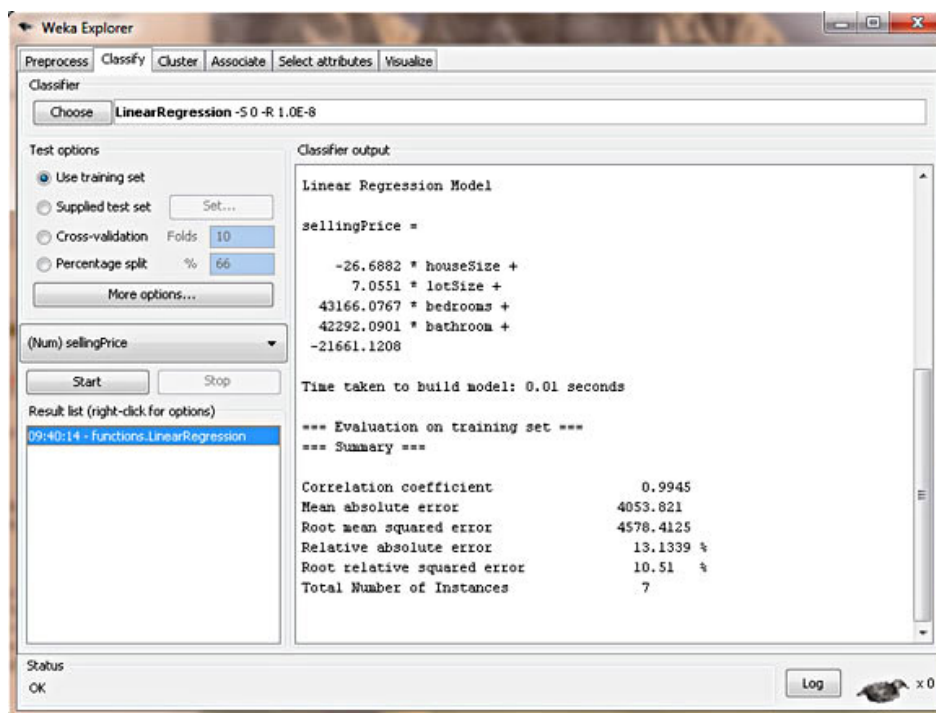 Weka Explorer
Preprocess Classify Cluster Associate Select attributes Visualize
Classifier
Choose LinearRegression -S 0 -R 1.0E-8
Test options
Use training set
Supplied test set Set...
Cross-validation Folds 10
Percentage split % 66
More options...
(Num) sellingPrice
Start Stop
Result list (right-click for options)
09:40:14 - functions.LinearRegression
Classifier output
Linear Regression Model
sellingPrice =
-26.6882 * houseSize +
7.0551 * lotSize +
43166.0767 * bedrooms +
42292.0901 * bathroom +
-21661.1208
Time taken to build model: 0.01 seconds
=== Evaluation on training set ===
=== Summary ===
Correlation coefficient 0.9945
Mean absolute error 4053.821
Root mean squared error 4578.4125
Relative absolute error 13.1339 %
Root relative squared error 10.51 %
Total Number of Instances 7
Status
OK
Log
x 0